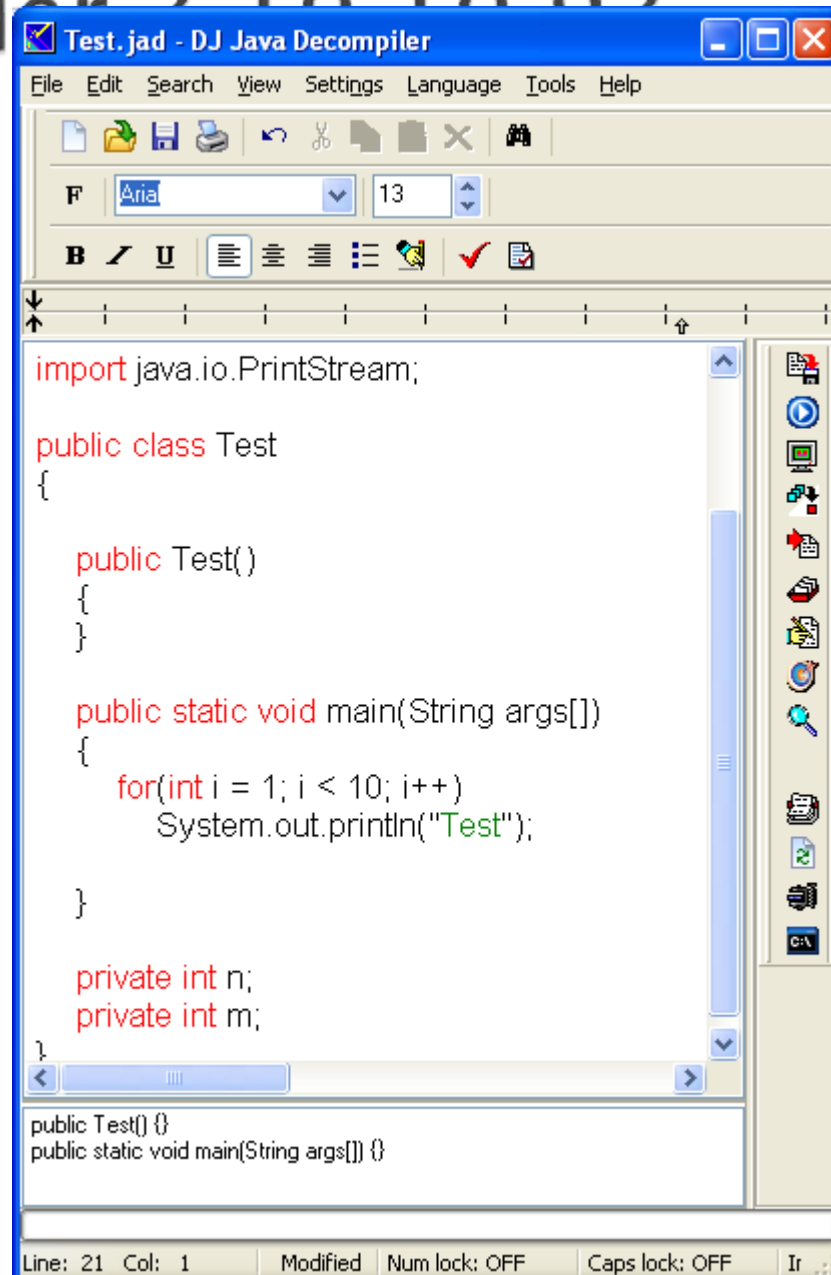 Test.jad - DJ Java Decompiler
File Edit Search View Settings Language Tools Help
F Arial 13
B I U
import java.io.PrintStream;
public class Test
{
public Test()
{
}
public static void main(String args[])
{
for(int i = 1; i < 10; i++)
System.out.println("Test");
}
private int n;
private int m;
}
public Test() {}
public static void main(String args[]) {}
Line: 21 Col: 1 Modified Num lock: OFF Caps lock: OFF